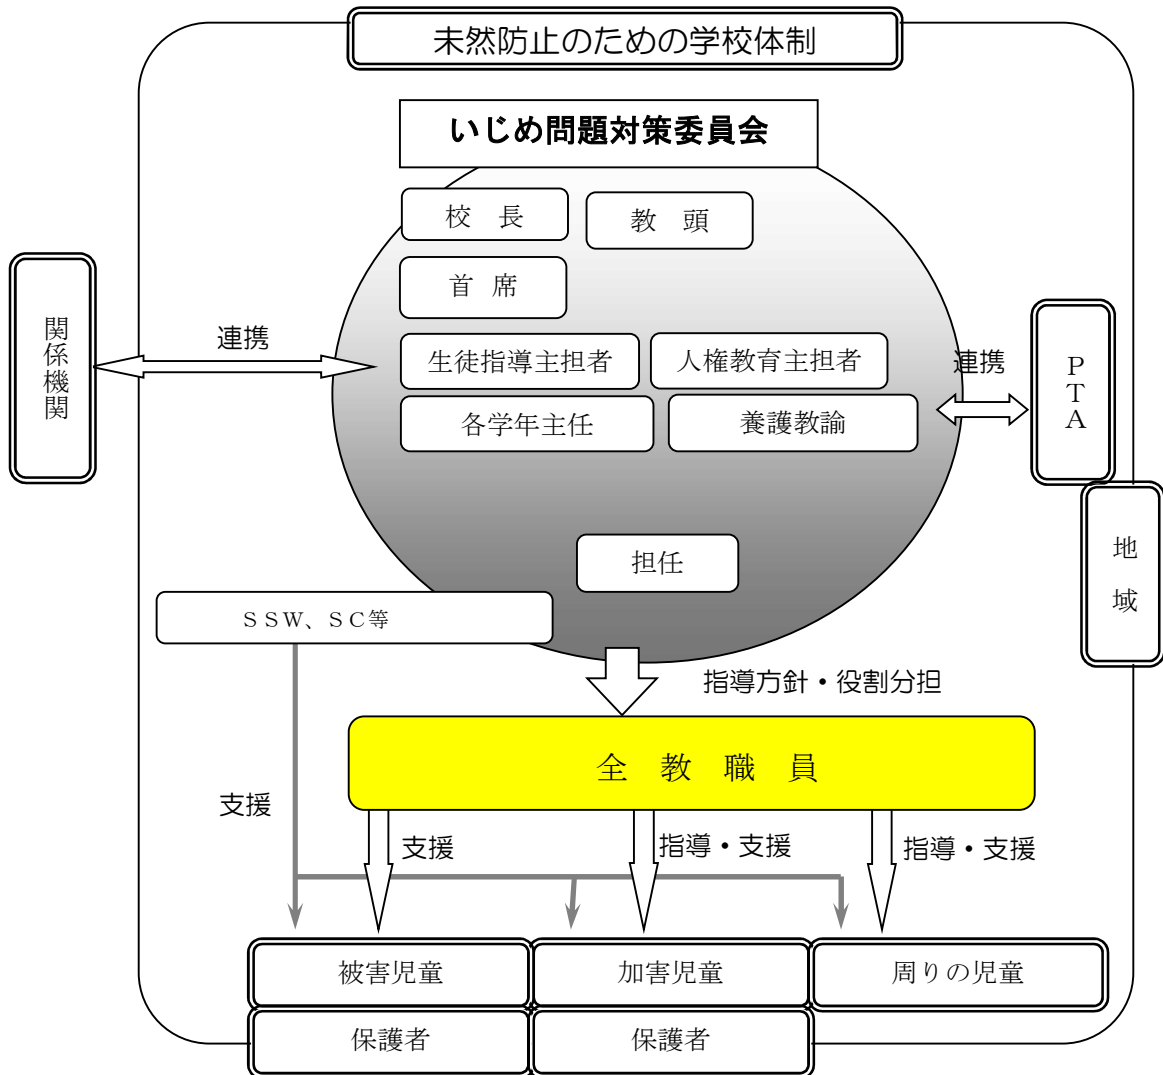 未然防止のための学校体制
いじめ問題対策委員会
校　長
教　頭
首 席
関係機関
連携
生徒指導主担者
人権教育主担者
連携
ＰＴＡ
各学年主任
養護教諭
地域
担任
ＳＳＷ、ＳＣ等
指導方針・役割分担
全　教　職　員
支援
支援
指導・支援
指導・支援
被害児童
加害児童
周りの児童
保護者
保護者